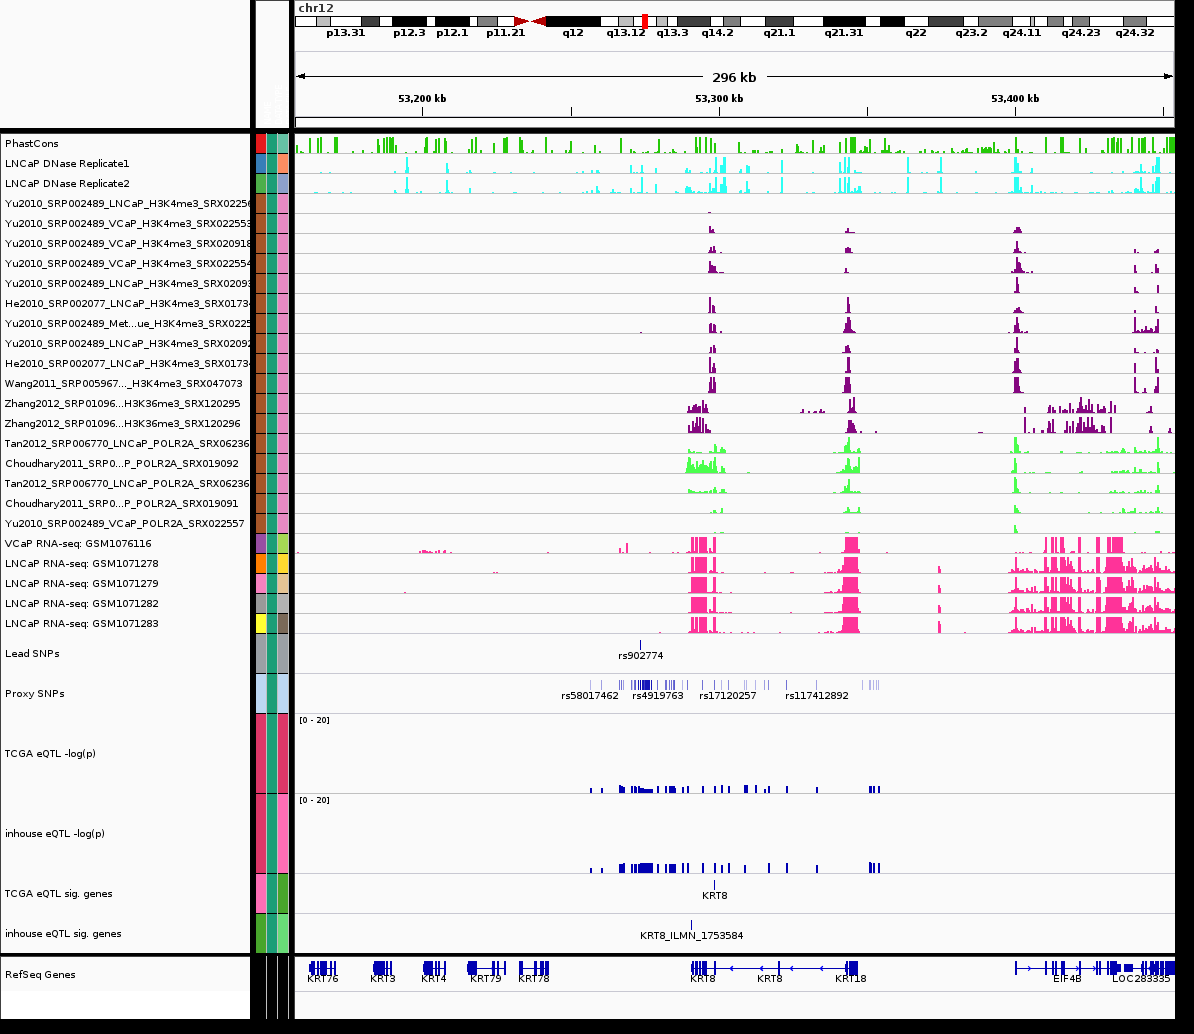 chr12
p13.31 p12.3 p12.1 p11.21 q12 q13.12 q13.3 q14.2 q21.1 q21.31 q22 q23.2 q24.11 q24.23 q24.32
296 kb
53,200 kb 53,300 kb 53,400 kb
PhastCons
LNCaP DNase Replicate1
LNCaP DNase Replicate2
Yu2010_SRP002489_LNCaP_H3K4me3_SRX02256
Yu2010_SRP002489_VCaP_H3K4me3_SRX022553
Yu2010_SRP002489_VCaP_H3K4me3_SRX020918
Yu2010_SRP002489_VCaP_H3K4me3_SRX022554
Yu2010_SRP002489_LNCaP_H3K4me3_SRX0209
He2010_SRP002077_LNCaP_H3K4me3_SRX0173
Yu2010_SRP002489_Met...ue_H3K4me3_SRX0225
Yu2010_SRP002489_LNCaP_H3K4me3_SRX0209
He2010_SRP002077_LNCaP_H3K4me3_SRX0173
Wang2011_SRP005967..._H3K4me3_SRX047073
Zhang2012_SRP01096...H3K36me3_SRX120295
Zhang2012_SRP01096...H3K36me3_SRX120296
Tan2012_SRP006770_LNCaP_POLR2A_SRX06236
Choudhary2011_SRP0...P_POLR2A_SRX019092
Tan2012_SRP006770_LNCaP_POLR2A_SRX06236
Choudhary2011_SRP0...P_POLR2A_SRX019091
Yu2010_SRP002489_VCaP_POLR2A_SRX022557
VCaP RNA-seq: GSM1076116
LNCaP RNA-seq: GSM1071278
LNCaP RNA-seq: GSM1071279
LNCaP RNA-seq: GSM1071282
LNCaP RNA-seq: GSM1071283
Lead SNPs
rs902774
Proxy SNPs
rs58017462 rs4919763 rs17120257 rs117412892
[0 - 20]
TCGA eQTL -log(p)
[0 - 20]
inhouse eQTL -log(p)
TCGA eQTL sig. genes
KRT8
inhouse eQTL sig. genes
KRT8_ILMN_1753584
RefSeq Genes
KRT76 KRT3 KRT4 KRT79 KRT78 KRT8 KRT8 KRT18 EIF4B LOC283335